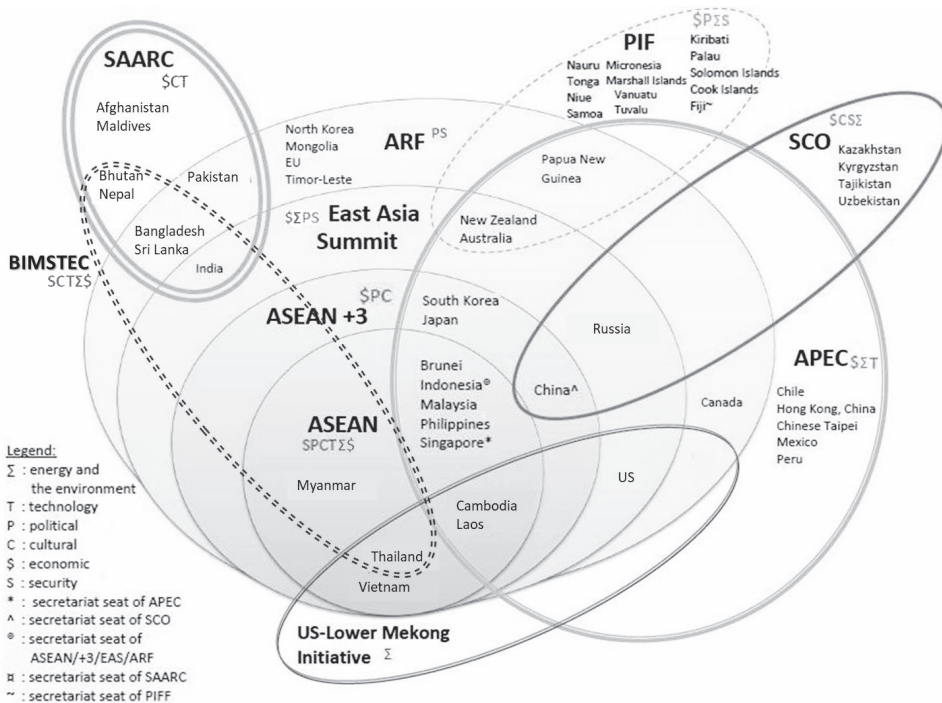 SAARC
$CT
Afghanistan
Maldives
Bhutan
Nepal
Pakistan
Bangladesh
Sri Lanka
India
BIMSTEC
SCTΣ$
North Korea
Mongolia
EU
Timor-Leste
ARF PS
$ΣPS East Asia
Summit
$PC
ASEAN +3
ASEAN
SPCTΣ$
Myanmar
Thailand
Vietnam
Cambodia
Laos
South Korea
Japan
Brunei
Indonesia®
Malaysia
Philippines
Singapore*
China^
Russia
US
Canada
New Zealand
Australia
Papua New
Guinea
PIF
$PΣS
Nauru
Tonga
Niue
Samoa
Micronesia
Marshall Islands
Vanuatu
Tuvalu
Kiribati
Palau
Solomon Islands
Cook Islands
Fiji~
SCO
$CSΣ
Kazakhstan
Kyrgyzstan
Tajikistan
Uzbekistan
APEC $ΣT
Chile
Hong Kong, China
Chinese Taipei
Mexico
Peru
US-Lower Mekong
Initiative Σ
Legend:
Σ : energy and
the environment
T : technology
P : political
C : cultural
$ : economic
S : security
* : secretariat seat of APEC
^ : secretariat seat of SCO
® : secretariat seat of
ASEAN/+3/EAS/ARF
¤ : secretariat seat of SAARC
~ : secretariat seat of PIFF